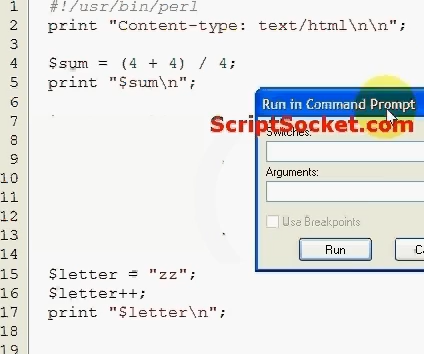 1 #!/usr/bin/perl
2 print "Content-type: text/html\n\n";
3
4 $sum = (4 + 4) / 4;
5 print "$sum\n";
6
7
8
9
10
11
12
13
14
15 $letter = "zz";
16 $letter++;
17 print "$letter\n";
18
19
Run in Command Prompt
ScriptSocket.com
Switches:
Arguments:
Use Breakpoints
Run